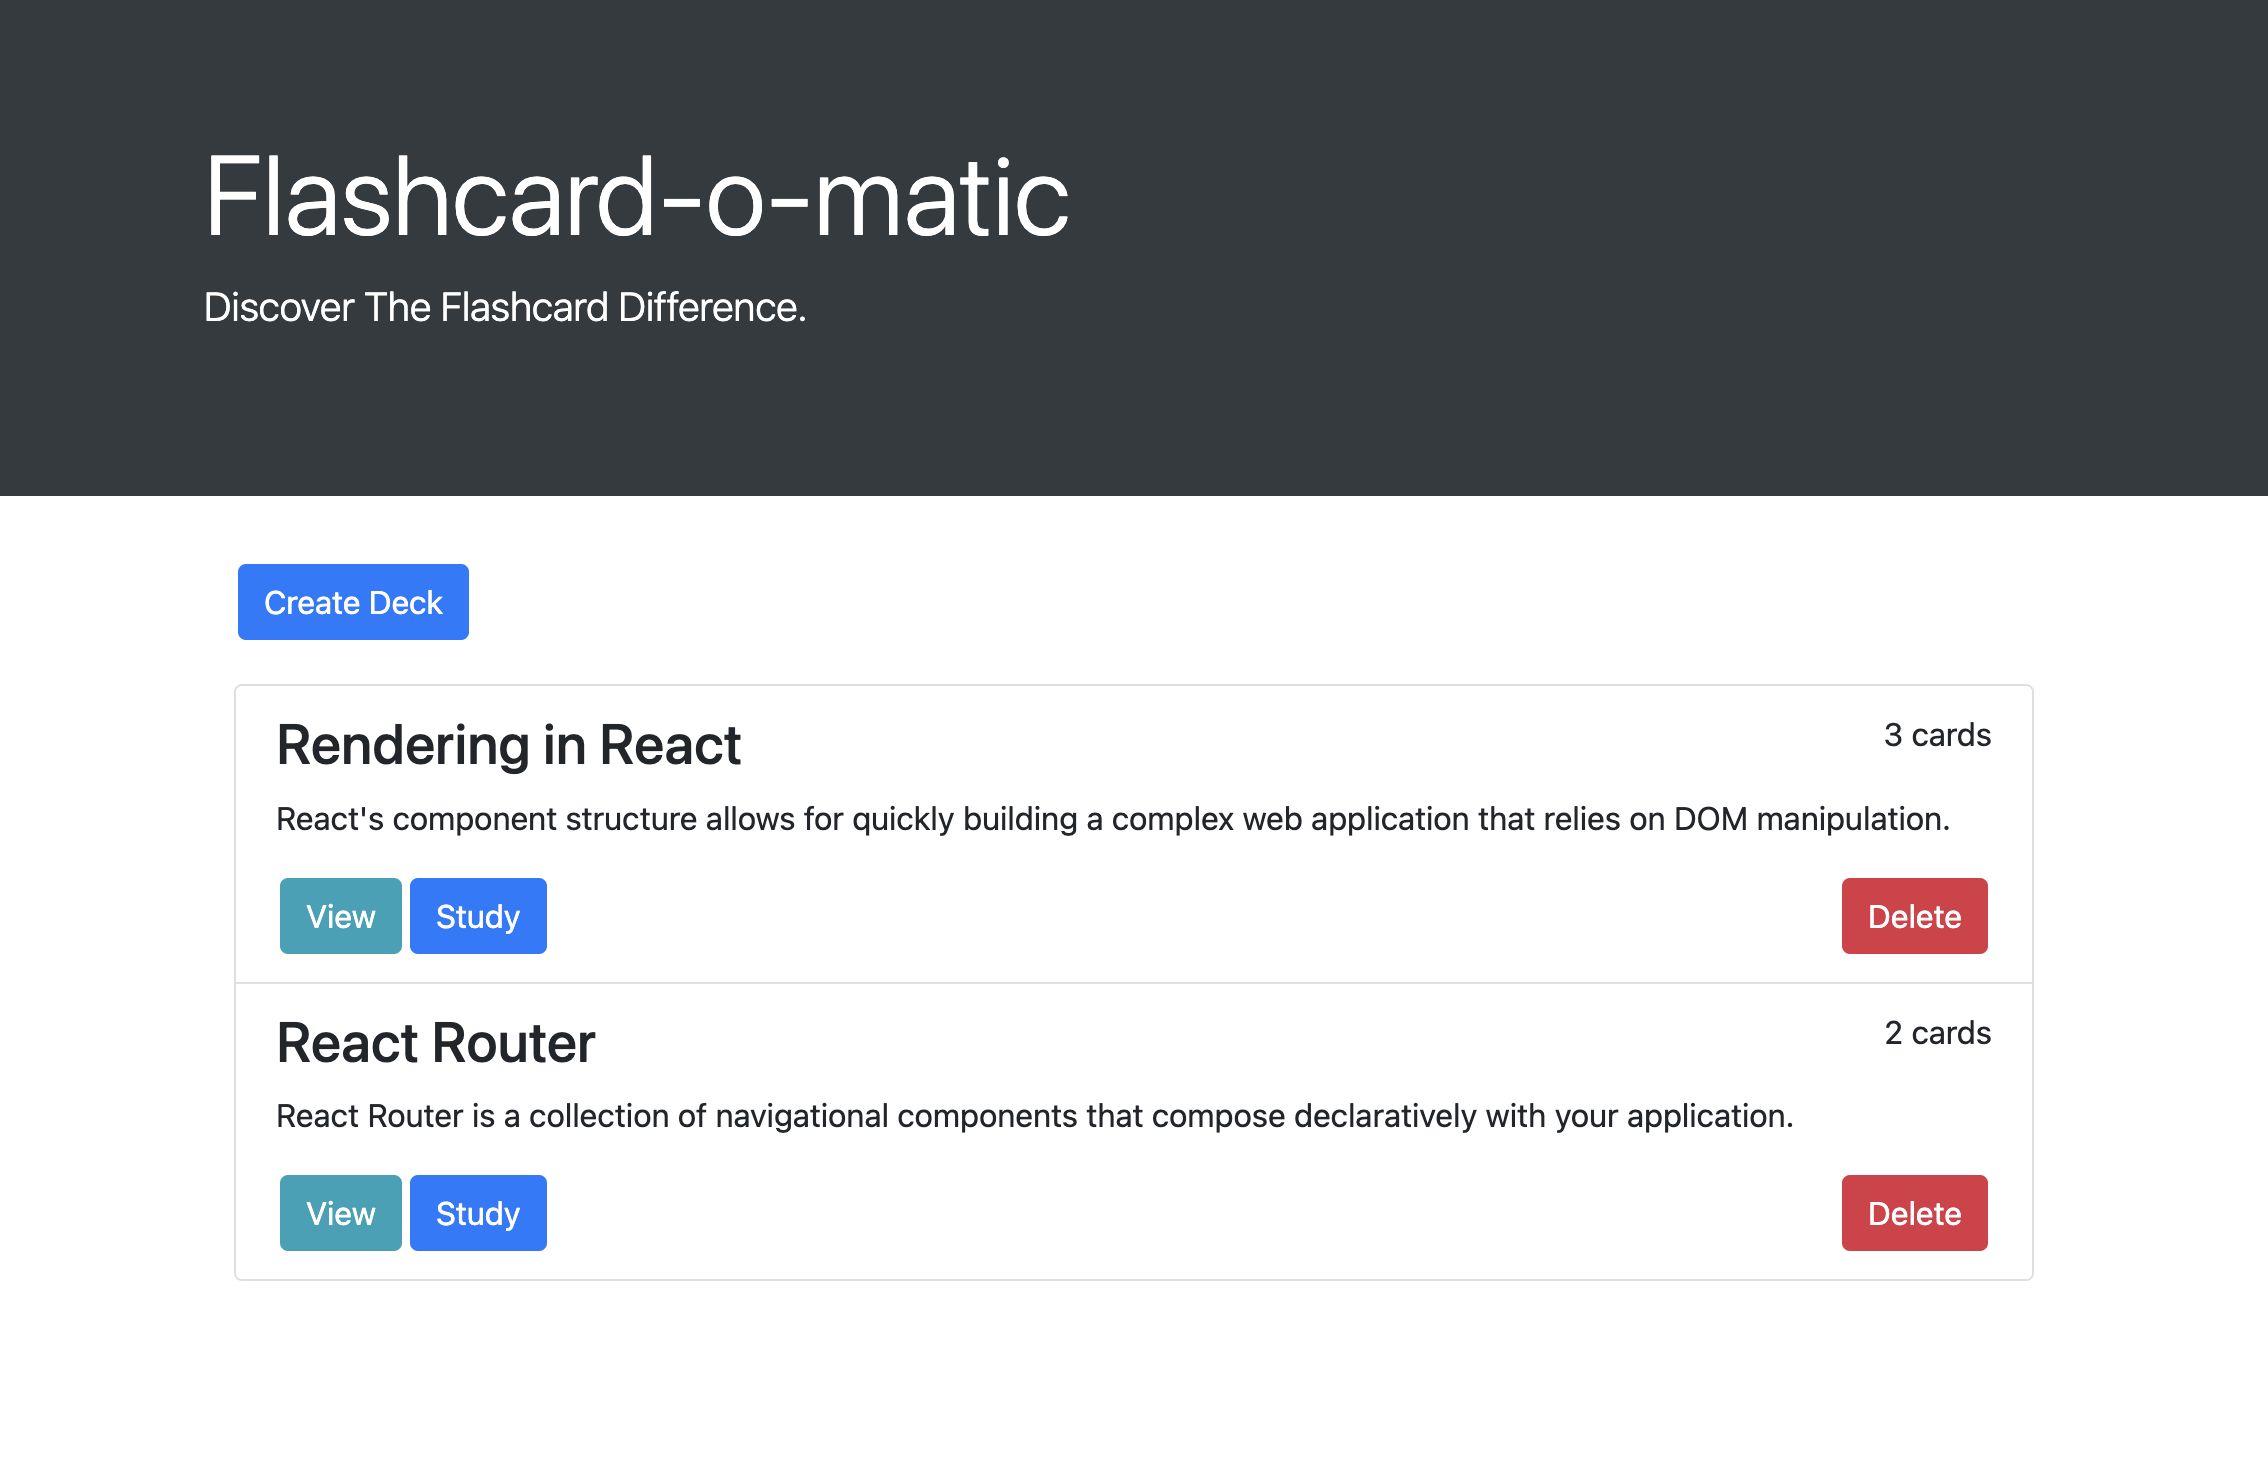 Flashcard-o-matic
Discover The Flashcard Difference.
Create Deck
Rendering in React
3 cards
React's component structure allows for quickly building a complex web application that relies on DOM manipulation.
View
Study
Delete
React Router
2 cards
React Router is a collection of navigational components that compose declaratively with your application.
View
Study
Delete